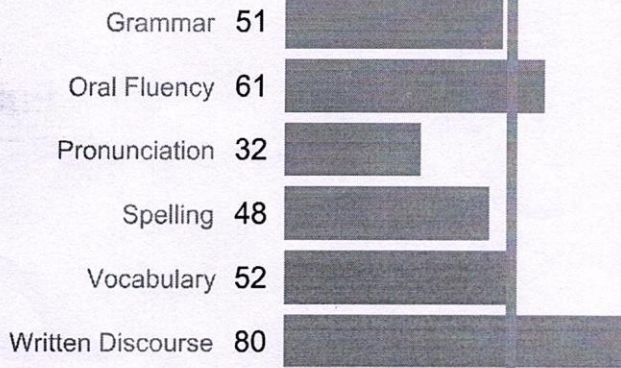 Grammar 51
Oral Fluency 61
Pronunciation 32
Spelling 48
Vocabulary 52
Written Discourse 80